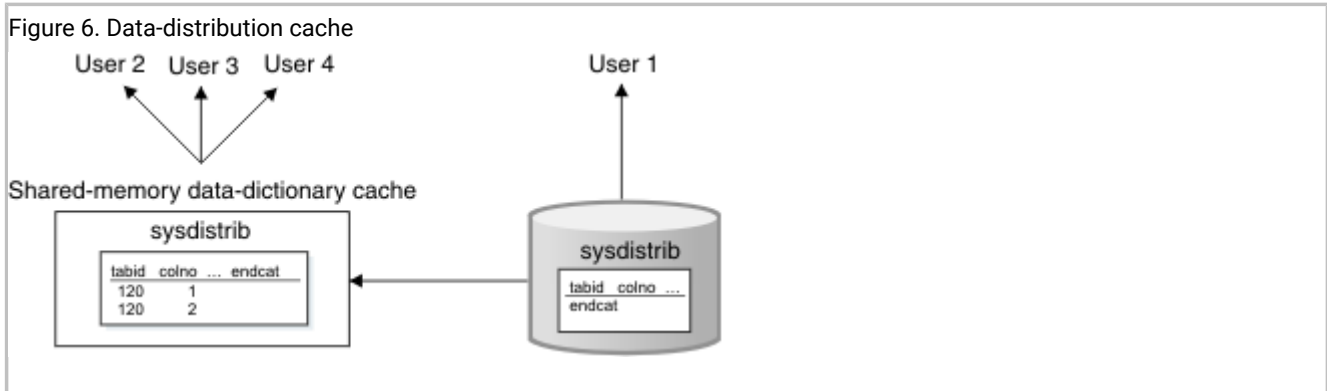 Figure 6. Data-distribution cache
User 2 User 3 User 4
User 1
Shared-memory data-dictionary cache
sysdistrib
tabid colno ... endcat
120 1
120 2
sysdistrib
tabid colno ...
endcat